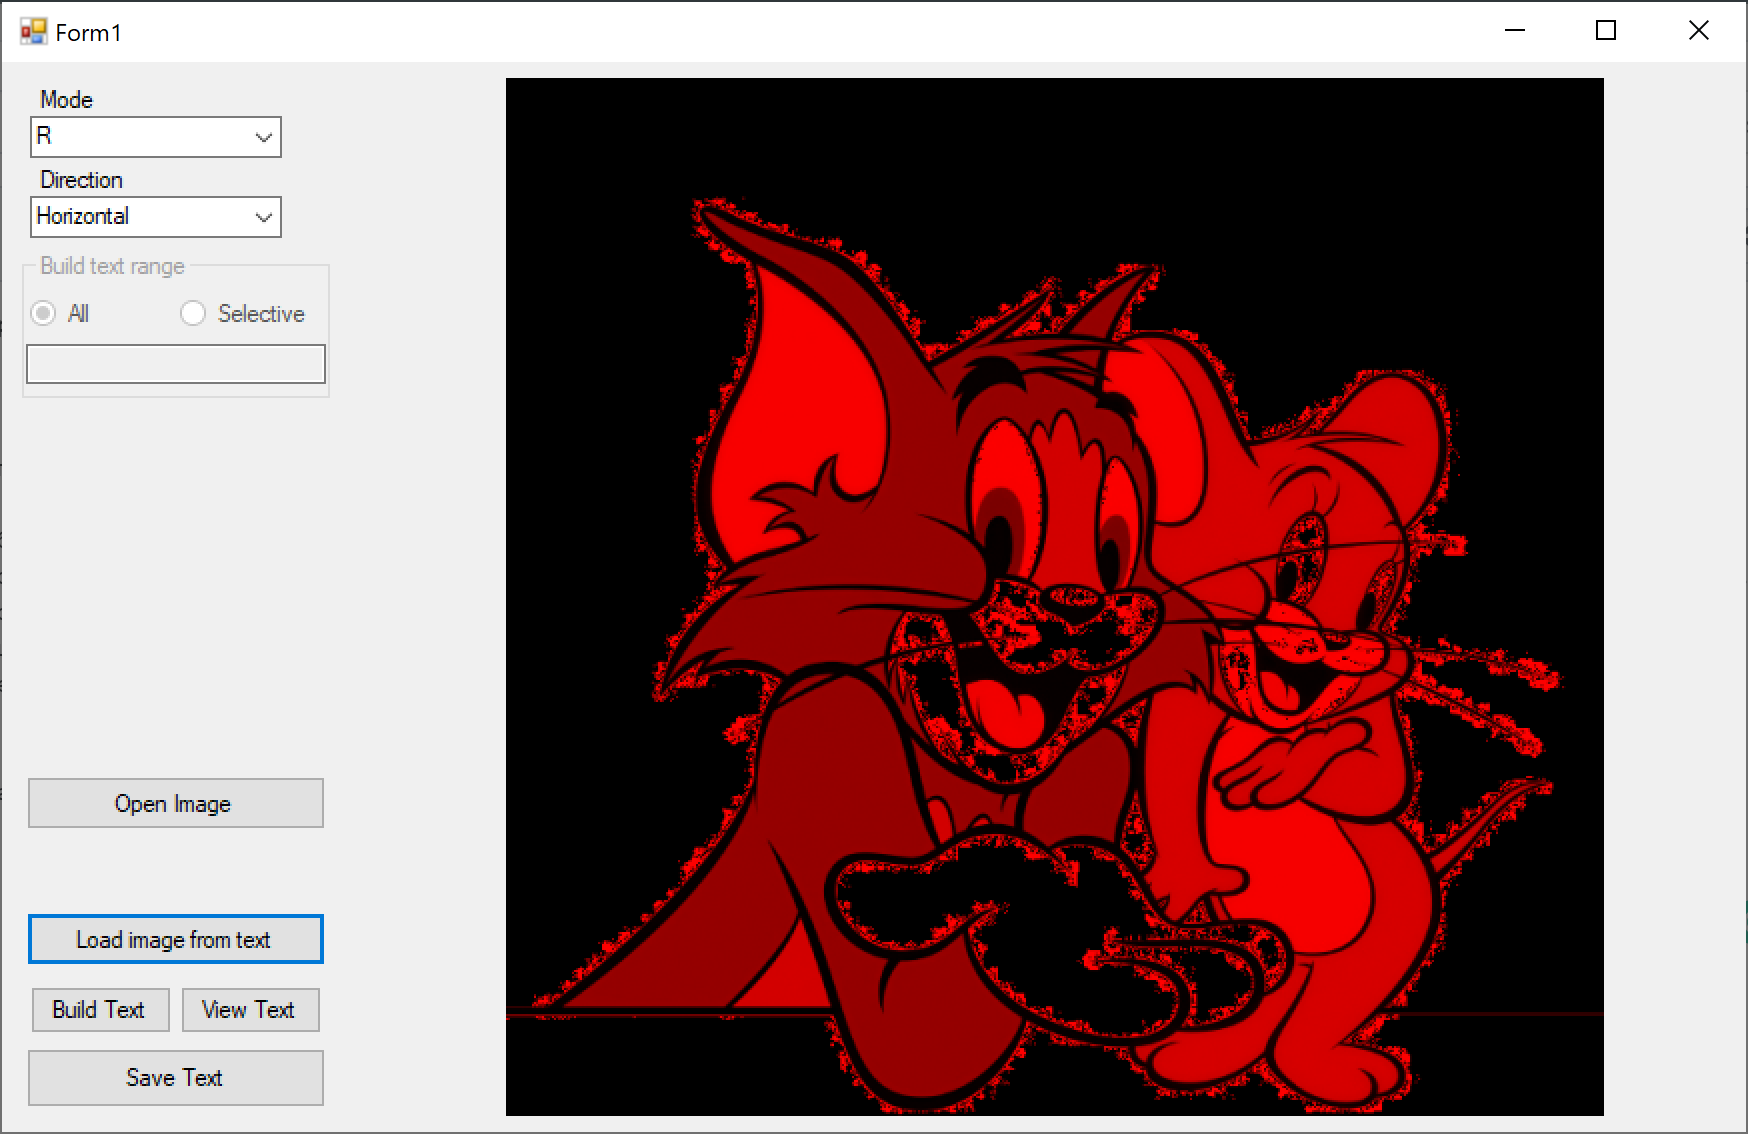 Form1
Mode
R
Direction
Horizontal
Build text range
All Selective
Open Image
Load image from text
Build Text View Text
Save Text